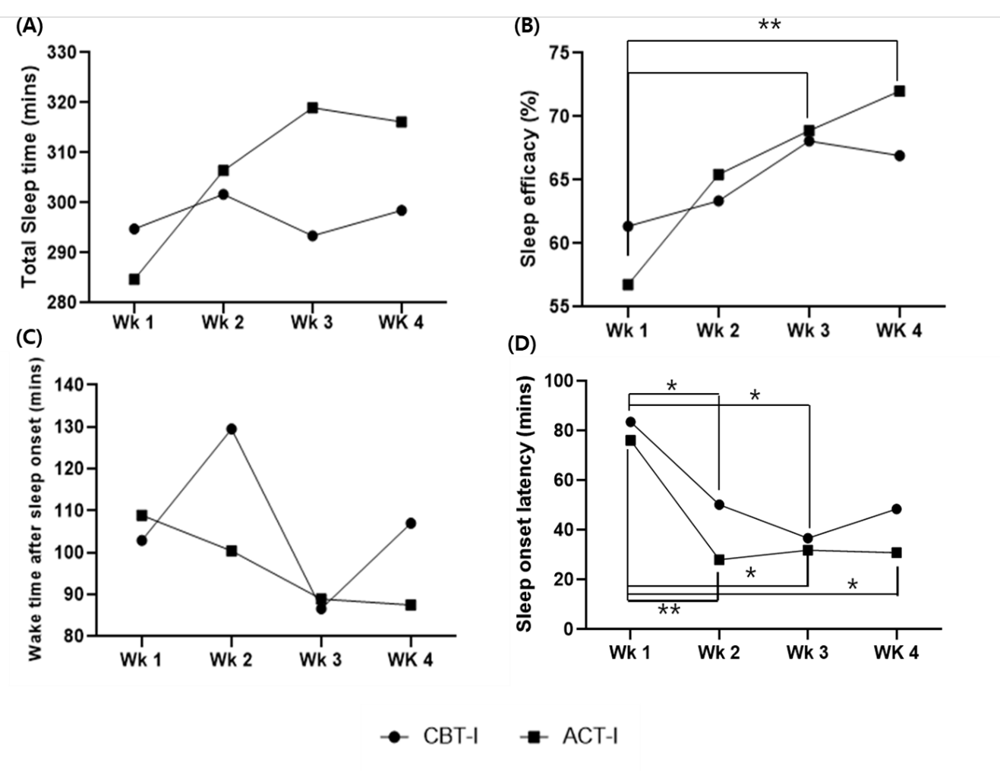 (A)
Total Sleep time (mins)
330
320
310
300
290
280
Wk 1 Wk 2 Wk 3 WK 4
(B)
**
Sleep efficacy (%)
75
70
65
60
55
Wk 1 Wk 2 Wk 3 WK 4
(C)
Wake time after sleep onset (mins)
140
130
120
110
100
90
80
Wk 1 Wk 2 Wk 3 WK 4
(D)
Sleep onset latency (mins)
100
80
60
40
20
0
* *
*
*
**
Wk 1 Wk 2 Wk 3 WK 4
CBT-I ACT-I